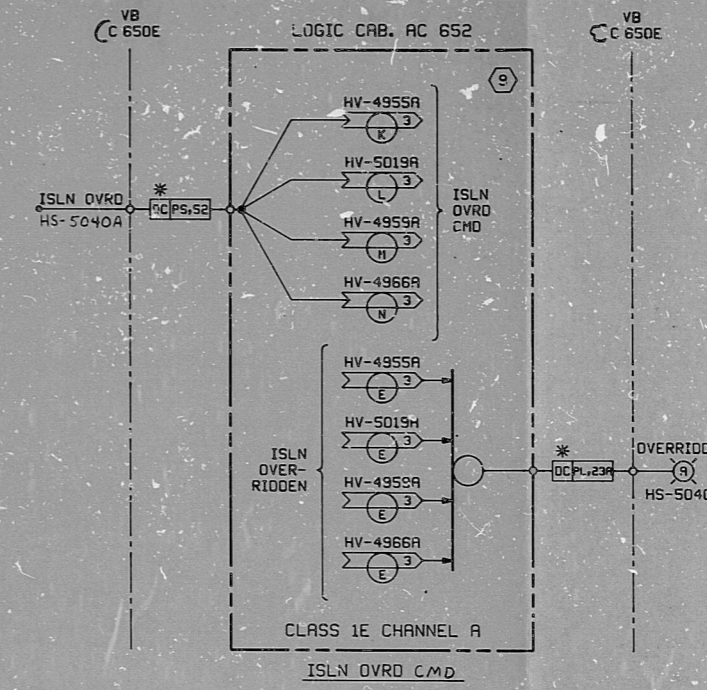 VB
C 650E
LOGIC CAB. AC 652
VB
C 650E
9
HV-4955A
3
K
HV-5019A
3
L
HV-4959A
3
M
HV-4966A
3
N
ISLN
OVRD
CMD
ISLN OVRD
HS-5040A
*
DC PS,52
HV-4955A
3
E
HV-5019A
3
E
HV-4959A
3
E
HV-4966A
3
E
ISLN
OVER-
RIDDEN
*
DC PL,23A
OVERRIDD
A
HS-504
CLASS 1E CHANNEL A
ISLN OVRD CMD